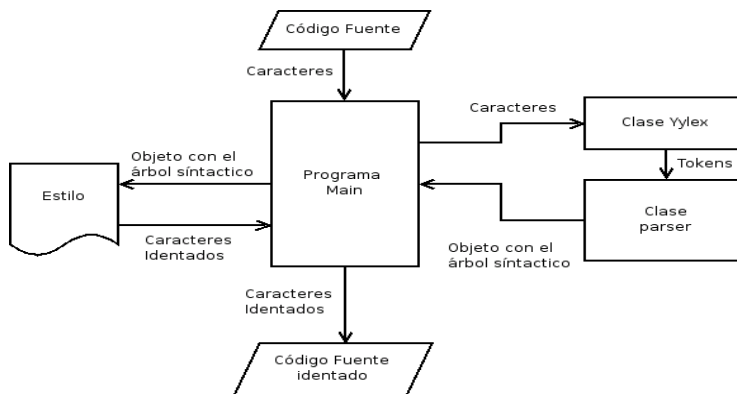 Código Fuente
Caracteres
Caracteres
Clase Yylex
Tokens
Objeto con el
árbol síntactico
Programa
Main
Estilo
Clase
parser
Caracteres
Identados
Objeto con el
árbol síntactico
Caracteres
Identados
Código Fuente
identado